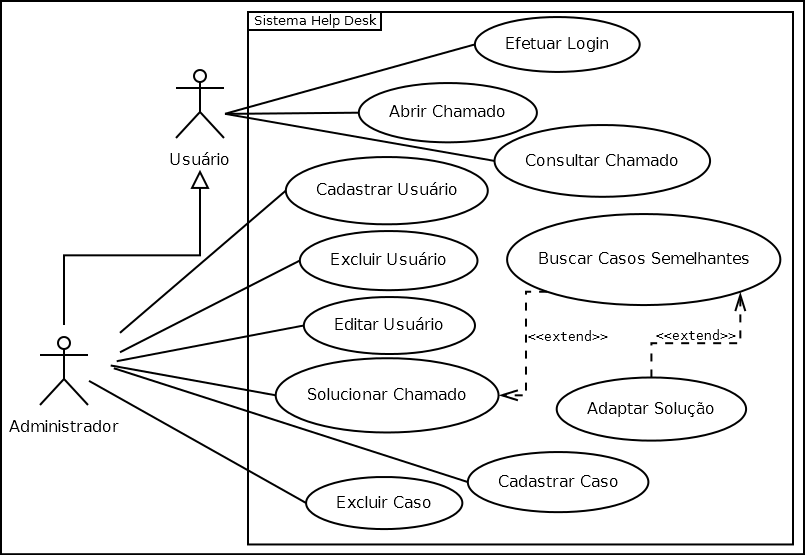 Sistema Help Desk
Efetuar Login
Abrir Chamado
Usuário
Consultar Chamado
Cadastrar Usuário
Excluir Usuário
Buscar Casos Semelhantes
Editar Usuário
<<extend>>
<<extend>>
Solucionar Chamado
Adaptar Solução
Administrador
Cadastrar Caso
Excluir Caso